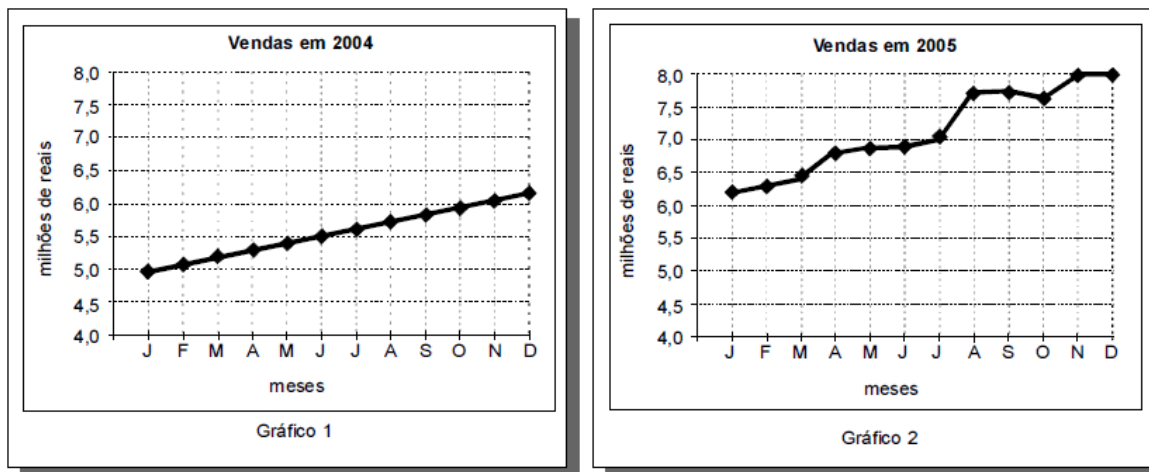 Vendas em 2004
8,0
7,5
7,0
6,5
6,0
5,5
5,0
4,5
4,0
milhões de reais
J F M A M J J A S O N D
meses
Gráfico 1
Vendas em 2005
8,0
7,5
7,0
6,5
6,0
5,5
5,0
4,5
4,0
milhões de reais
J F M A M J J A S O N D
meses
Gráfico 2